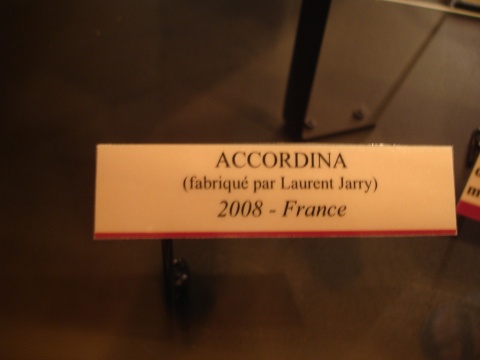 ACCORDINA
(fabriqué par Laurent Jarry)
2008 - France